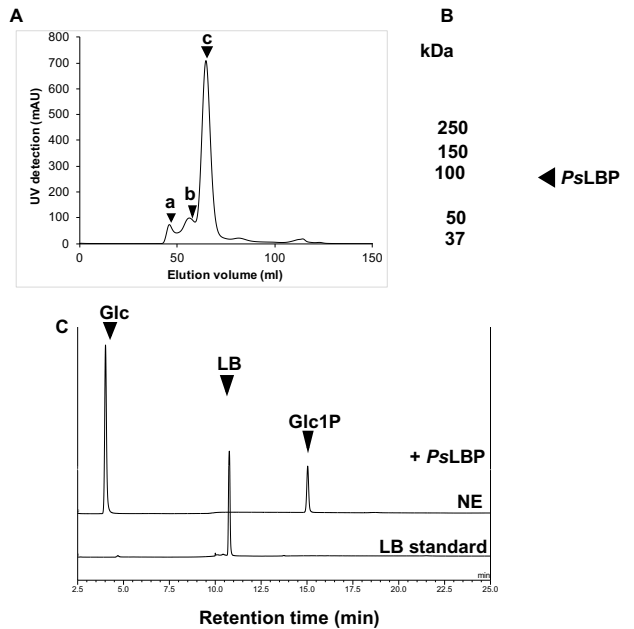 A
B
800
700
600
500
400
300
200
100
0
UV detection (mAU)
a
b
c
0 50 100 150
Elution volume (ml)
kDa
250
150
100
50
37
PsLBP
C
Glc
LB
Glc1P
+ PsLBP
NE
LB standard
min
2.5 5.0 7.5 10.0 12.5 15.0 17.5 20.0 22.5 25.0
Retention time (min)